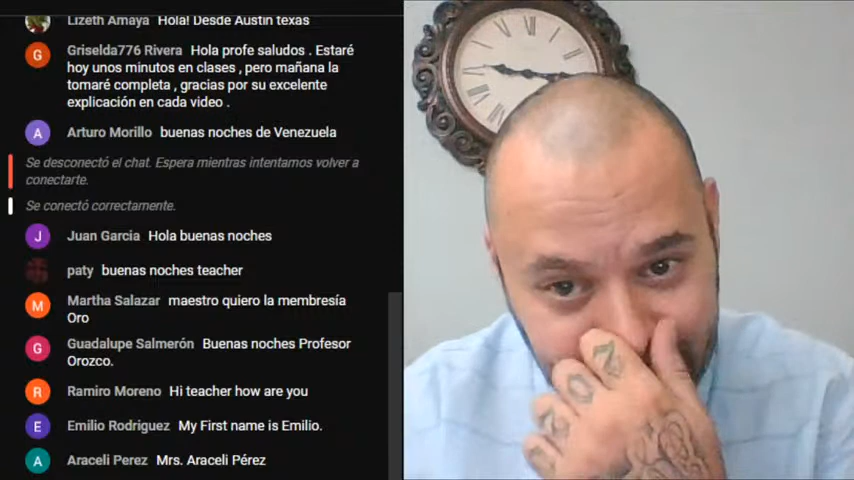 Lizeth Amaya Hola! Desde Austin texas
G Griselda776 Rivera Hola profe saludos . Estaré
hoy unos minutos en clases , pero mañana la
tomaré completa , gracias por su excelente
explicación en cada video .
A Arturo Morillo buenas noches de Venezuela
Se desconectó el chat. Espera mientras intentamos volver a
conectarte.
Se conectó correctamente.
J Juan Garcia Hola buenas noches
paty buenas noches teacher
M Martha Salazar maestro quiero la membresía
Oro
G Guadalupe Salmerón Buenas noches Profesor
Orozco.
R Ramiro Moreno Hi teacher how are you
E Emilio Rodriguez My First name is Emilio.
A Araceli Perez Mrs. Araceli Pérez